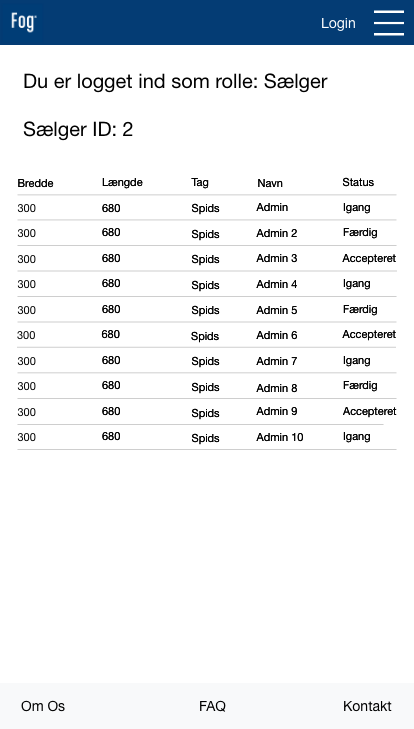 Fog Login
Du er logget ind som rolle: Sælger
Sælger ID: 2
Bredde Længde Tag Navn Status
300 680 Spids Admin Igang
300 680 Spids Admin 2 Færdig
300 680 Spids Admin 3 Accepteret
300 680 Spids Admin 4 Igang
300 680 Spids Admin 5 Færdig
300 680 Spids Admin 6 Accepteret
300 680 Spids Admin 7 Igang
300 680 Spids Admin 8 Færdig
300 680 Spids Admin 9 Accepteret
300 680 Spids Admin 10 Igang
Om Os FAQ Kontakt